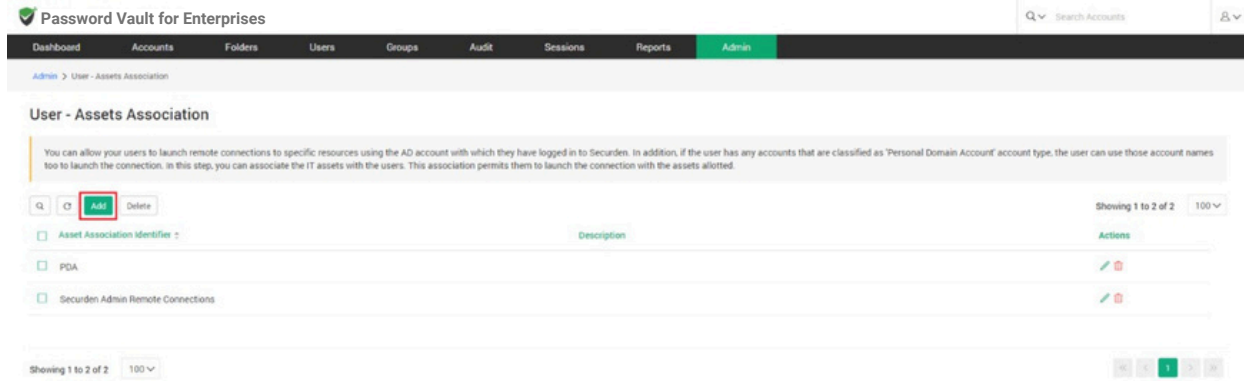 Password Vault for Enterprises
Search Accounts
Dashboard Accounts Folders Users Groups Audit Sessions Reports Admin
Admin > User - Assets Association
User - Assets Association
You can allow your users to launch remote connections to specific resources using the AD account with which they have logged in to Securden. In addition, if the user has any accounts that are classified as 'Personal Domain Account' account type, the user can use those account names
too to launch the connection. In this step, you can associate the IT assets with the users. This association permits them to launch the connection with the assets allotted.
Add Delete Showing 1 to 2 of 2 100
Asset Association Identifier Description Actions
PDA
Securden Admin Remote Connections
Showing 1 to 2 of 2 100 1